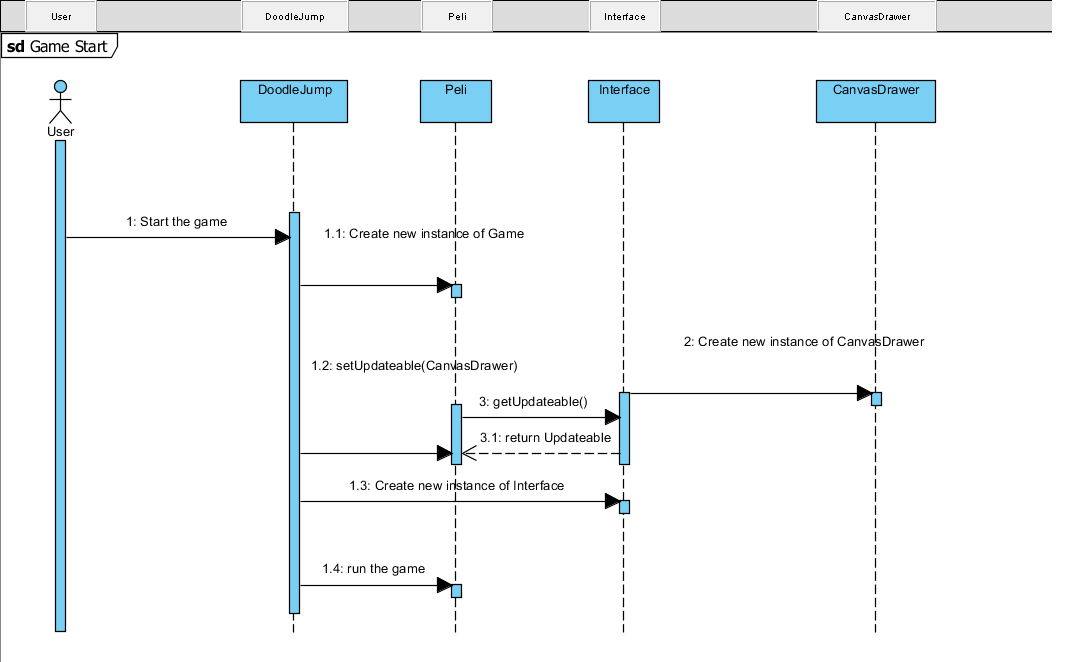 User
DoodleJump
Peli
Interface
CanvasDrawer
sd Game Start
DoodleJump
Peli
Interface
CanvasDrawer
User
1: Start the game
1.1: Create new instance of Game
2: Create new instance of CanvasDrawer
1.2: setUpdateable(CanvasDrawer)
3: getUpdateable()
3.1: return Updateable
1.3: Create new instance of Interface
1.4: run the game